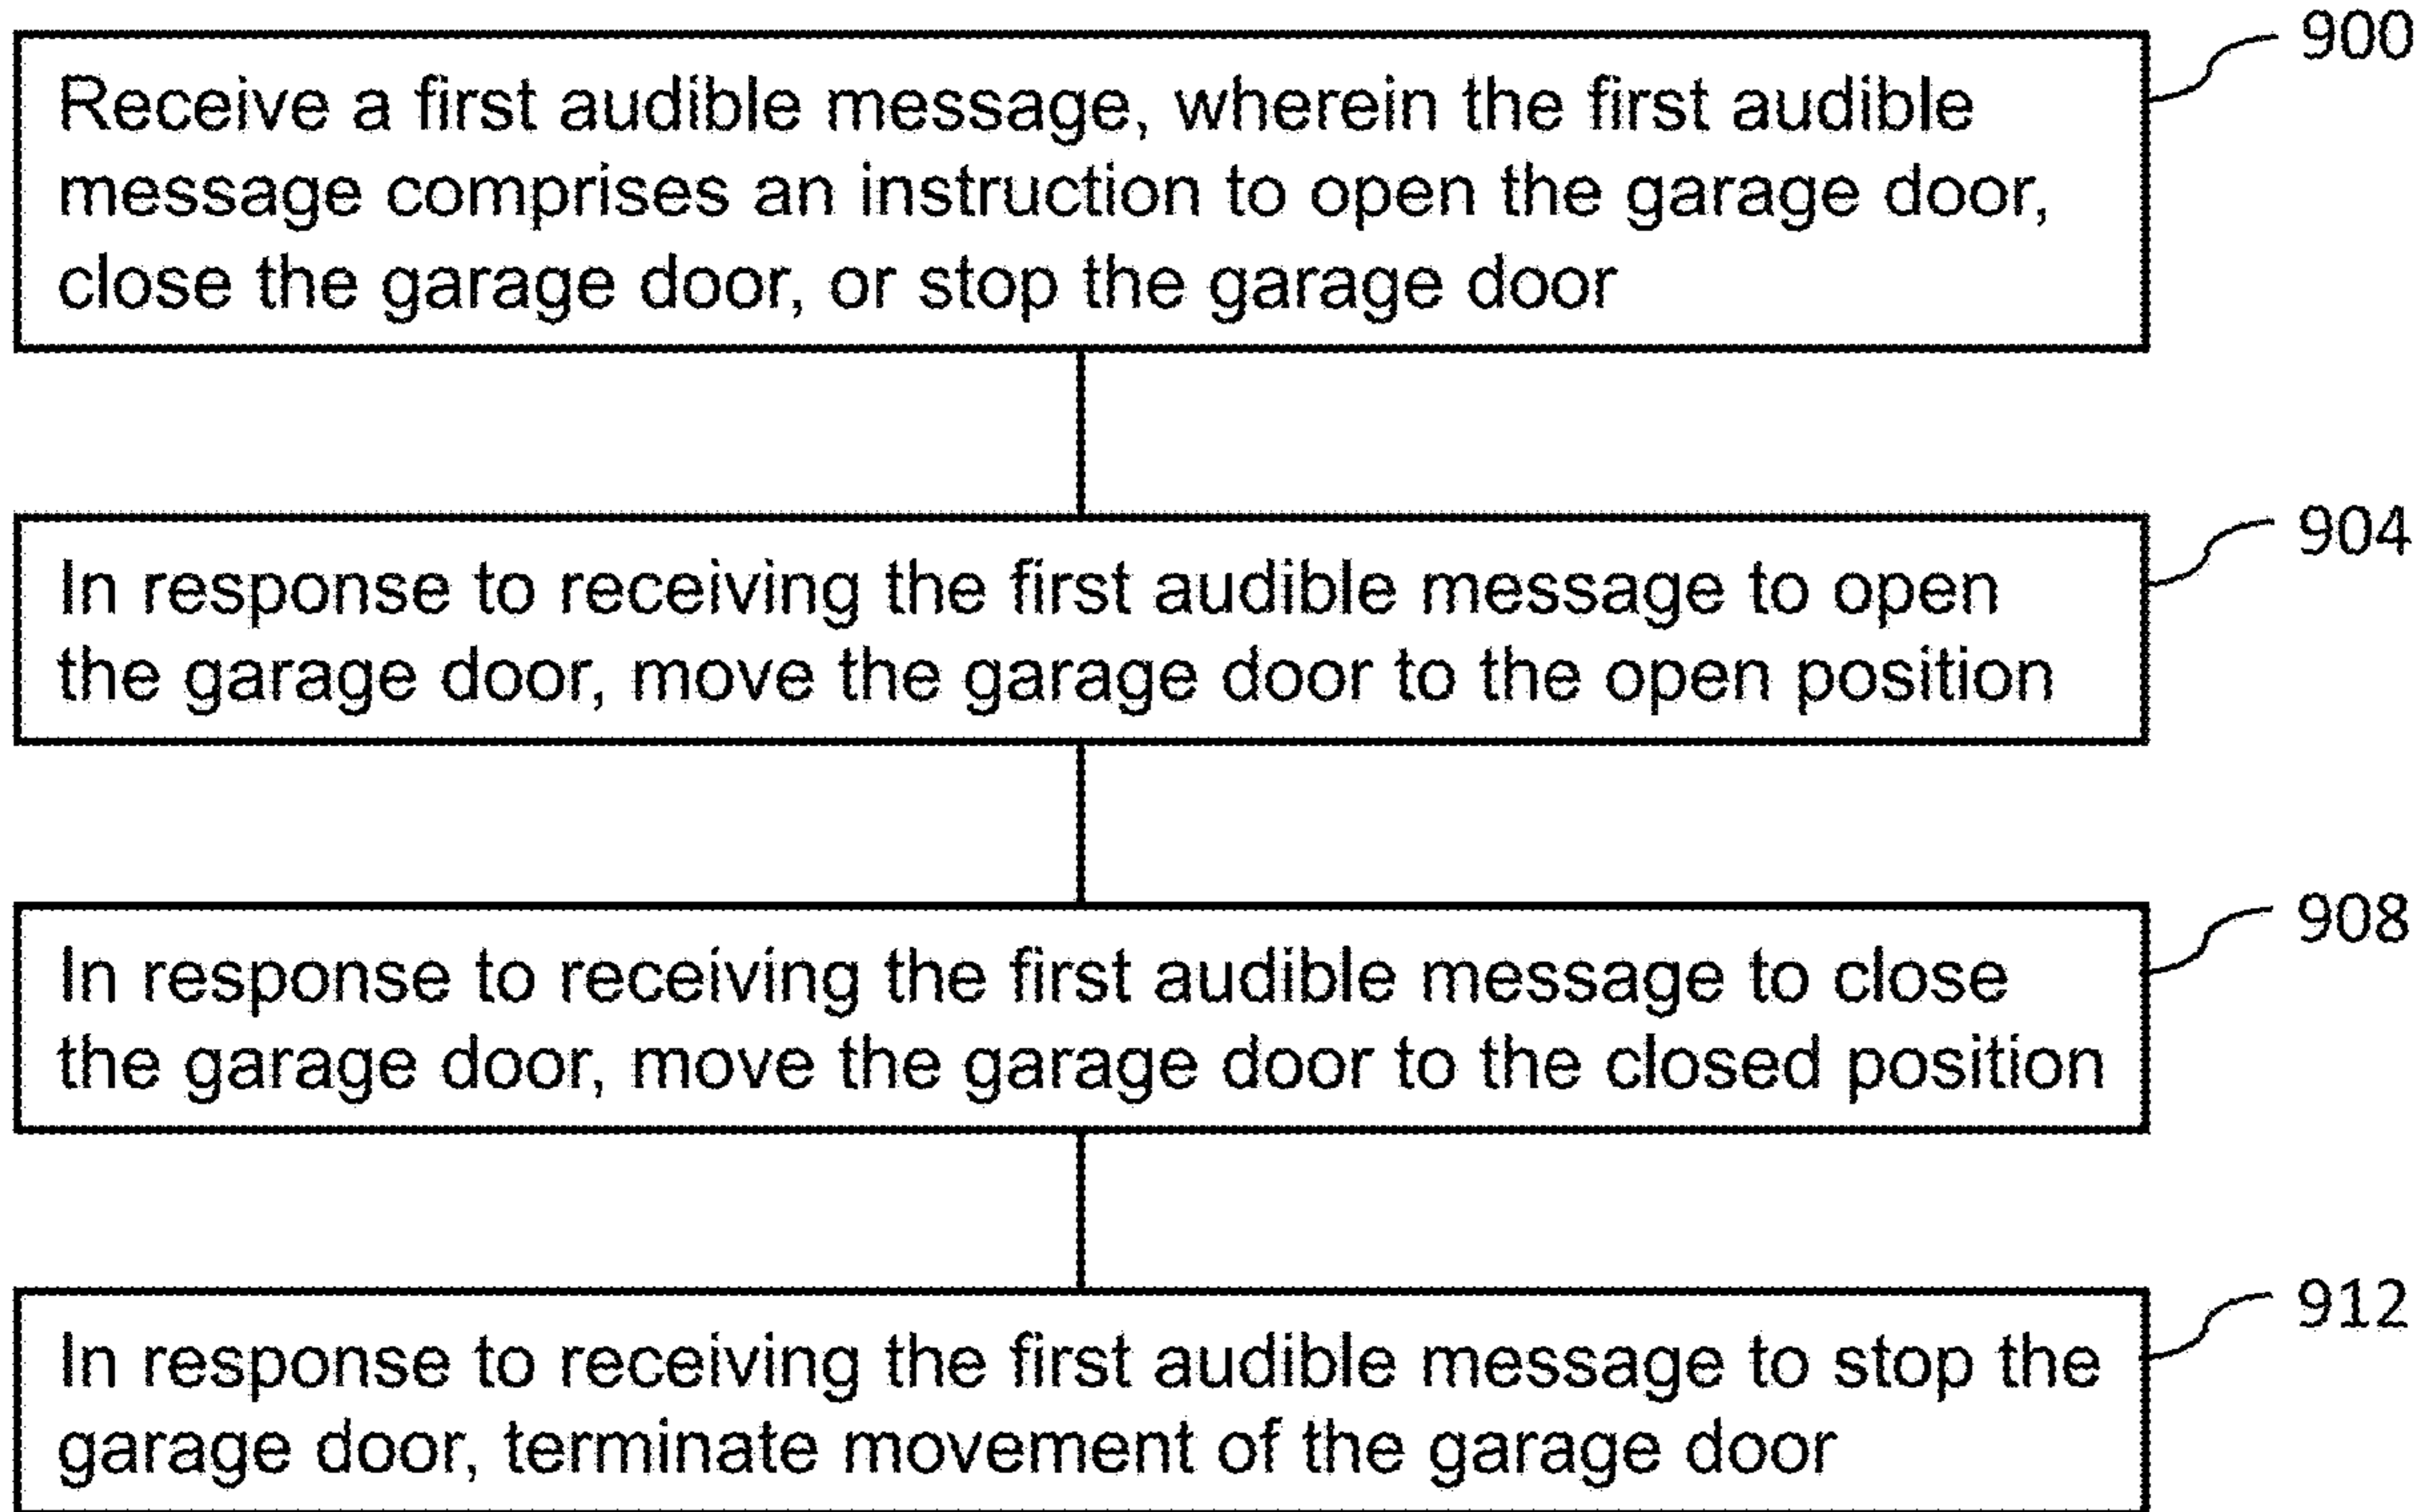 900
Receive a first audible
message, wherein the first audible
message comprises an instruction to open the garage door,
close the garage door, or stop the garage door
904
In response to receiving the first audible message to open
the garage door, move the garage door to the open position
908
In response to receiving the first audible message to close
the garage door, move the garage door to the closed position
912
In response to receiving the first audible message to stop the
garage door, terminate movement of the garage door